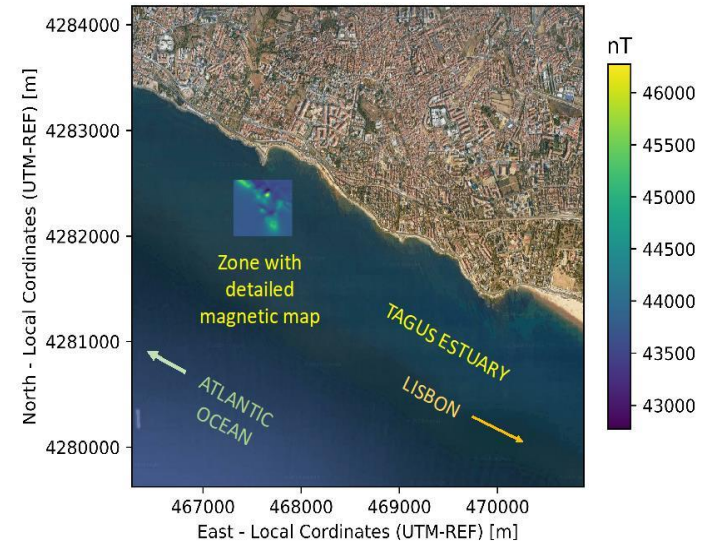 4284000
4283000
4282000
4281000
4280000
North - Local Cordinates (UTM-REF) [m]
Zone with
detailed
magnetic map
TAGUS ESTUARY
ATLANTIC
OCEAN
LISBON
467000 468000 469000 470000
East - Local Cordinates (UTM-REF) [m]
nT
46000
45500
45000
44500
44000
43500
43000